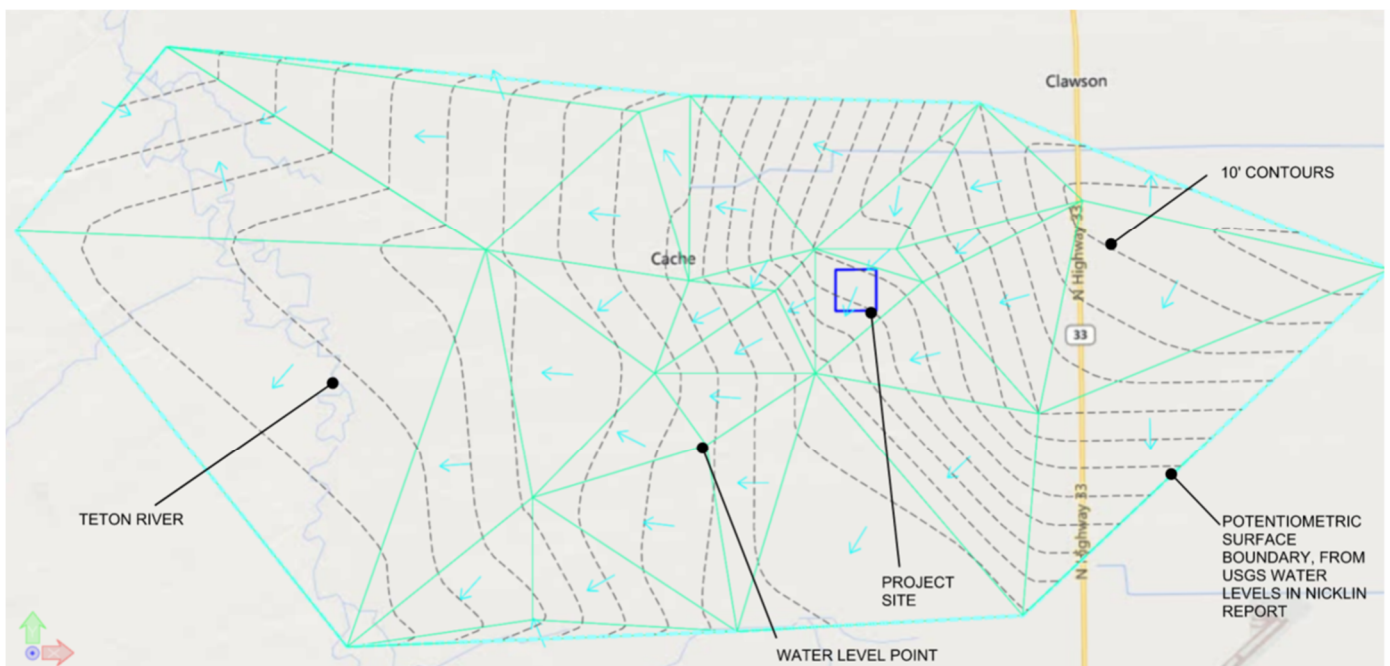 Clawson
10' CONTOURS
N Highway 33
Cache
33
TETON RIVER
N Highway 33
POTENTIOMETRIC
SURFACE
BOUNDARY, FROM
USGS WATER
LEVELS IN NICKLIN
REPORT
PROJECT
SITE
WATER LEVEL POINT